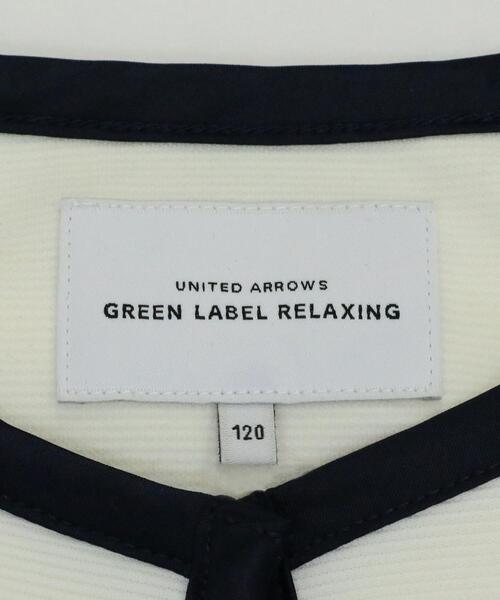 UNITED ARROWS
GREEN LABEL RELAXING
120